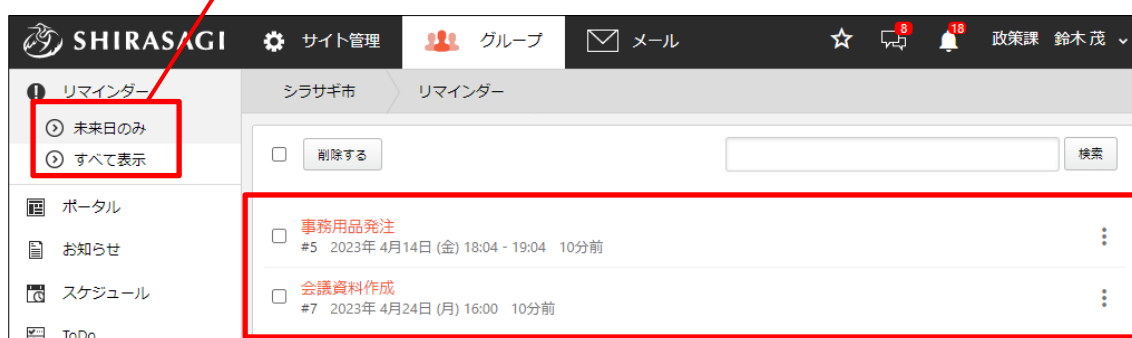 SHIRASAGI サイト管理 グループ メール 8 18 政策課 鈴木 茂
リマインダー
未来日のみ
すべて表示
ポータル
お知らせ
スケジュール
ToDo
シラサギ市 リマインダー
削除する 検索
事務用品発注
#5 2023年 4月14日 (金) 18:04 - 19:04 10分前
会議資料作成
#7 2023年 4月24日 (月) 16:00 10分前